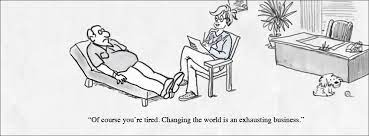 “Of course you’re tired. Changing the world is an exhausting business.”